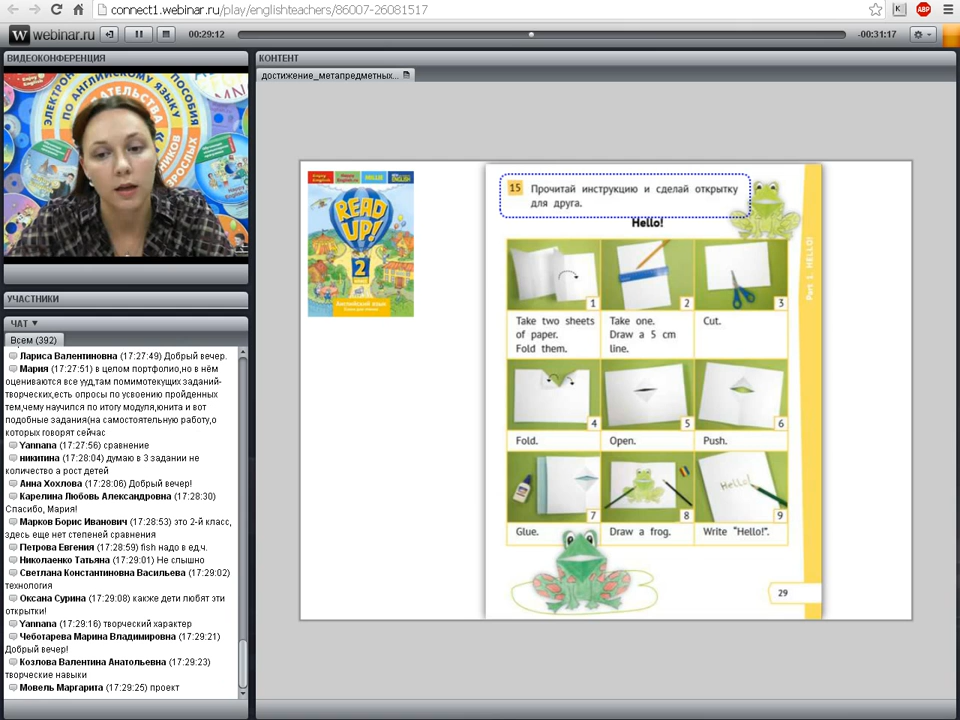 connect1.webinar.ru/play/englishteachers/86007-26081517
K
ABP
W webinar.ru
00:29:12
-00:31:17
ВИДЕОКОНФЕРЕНЦИЯ
ЭЛЕКТРОН
ПОСОБИЯ
ПО АНГЛИЙСКОМУ ЯЗЫКУ
ЗРОСЛЫХ
УЧАСТНИКИ
ЧАТ
Всем (392)
Лариса Валентиновна (17:27:49) Добрый вечер.
Мария (17:27:51) в целом портфолио,но в нём
оцениваются все ууд,там помимотекущих заданий-
творческих,есть опросы по усвоению пройденных
тем,чему научился по итогу модуля,юнита и вот
подобные задания(на самостоятельную работу,о
которых говорят сейчас
Yannana (17:27:56) сравнение
никитина (17:28:04) думаю в 3 задании не
количество а рост детей
Анна Хохлова (17:28:06) Добрый вечер!
Карелина Любовь Александровна (17:28:30)
Спасибо, Мария!
Марков Борис Иванович (17:28:53) это 2-й класс,
здесь еще нет степеней сравнения
Петрова Евгения (17:28:59) fish надо в ед.ч.
Николаенко Татьяна (17:29:01) Не слышно
Светлана Константиновна Васильева (17:29:02)
технология
Оксана Сурина (17:29:08) какже дети любят эти
открытки!
Yannana (17:29:16) творческий характер
Чеботарева Марина Владимировна (17:29:21)
Добрый вечер!
Козлова Валентина Анатольевна (17:29:23)
творческие навыки
Мовель Маргарита (17:29:25) проект
КОНТЕНТ
достижение_метапредметных...
READ
UP!
2
Английский язык
15 Прочитай инструкцию и сделай открытку
для друга.
Hello!
Part 1. HELLO!
1
2
3
Take two sheets
of paper.
Fold them.
Take one.
Draw a 5 cm
line.
Cut.
4
5
6
Fold.
Open.
Push.
Hello!
7
8
9
Glue.
Draw a frog.
Write "Hello!".
29